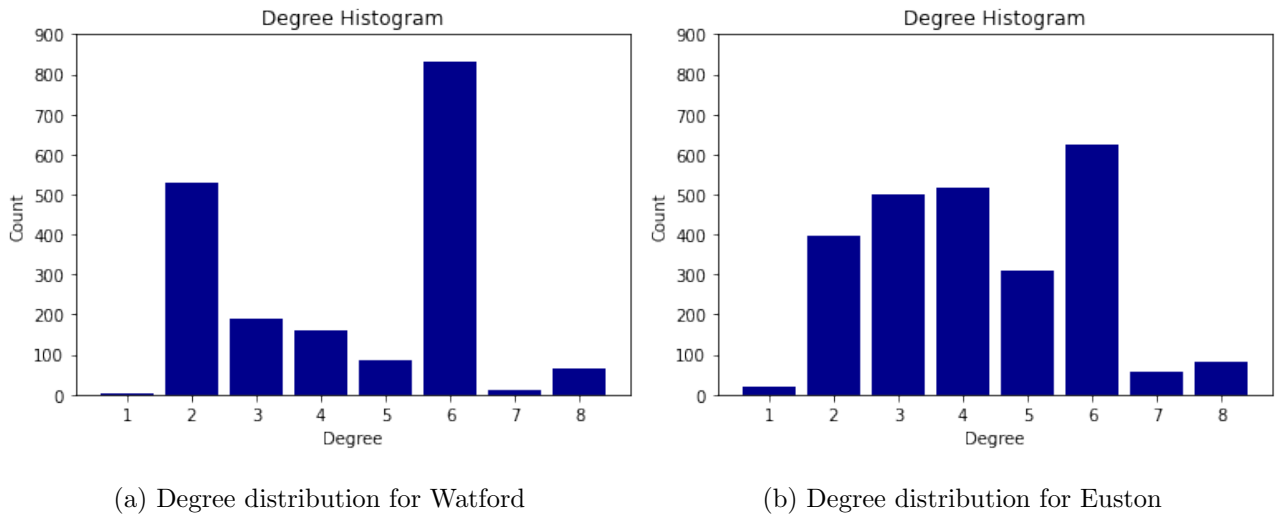 Degree Histogram
900
800
700
600
500
400
300
200
100
0
Count
1 2 3 4 5 6 7 8
Degree
(a) Degree distribution for Watford
Degree Histogram
900
800
700
600
500
400
300
200
100
0
Count
1 2 3 4 5 6 7 8
Degree
(b) Degree distribution for Euston